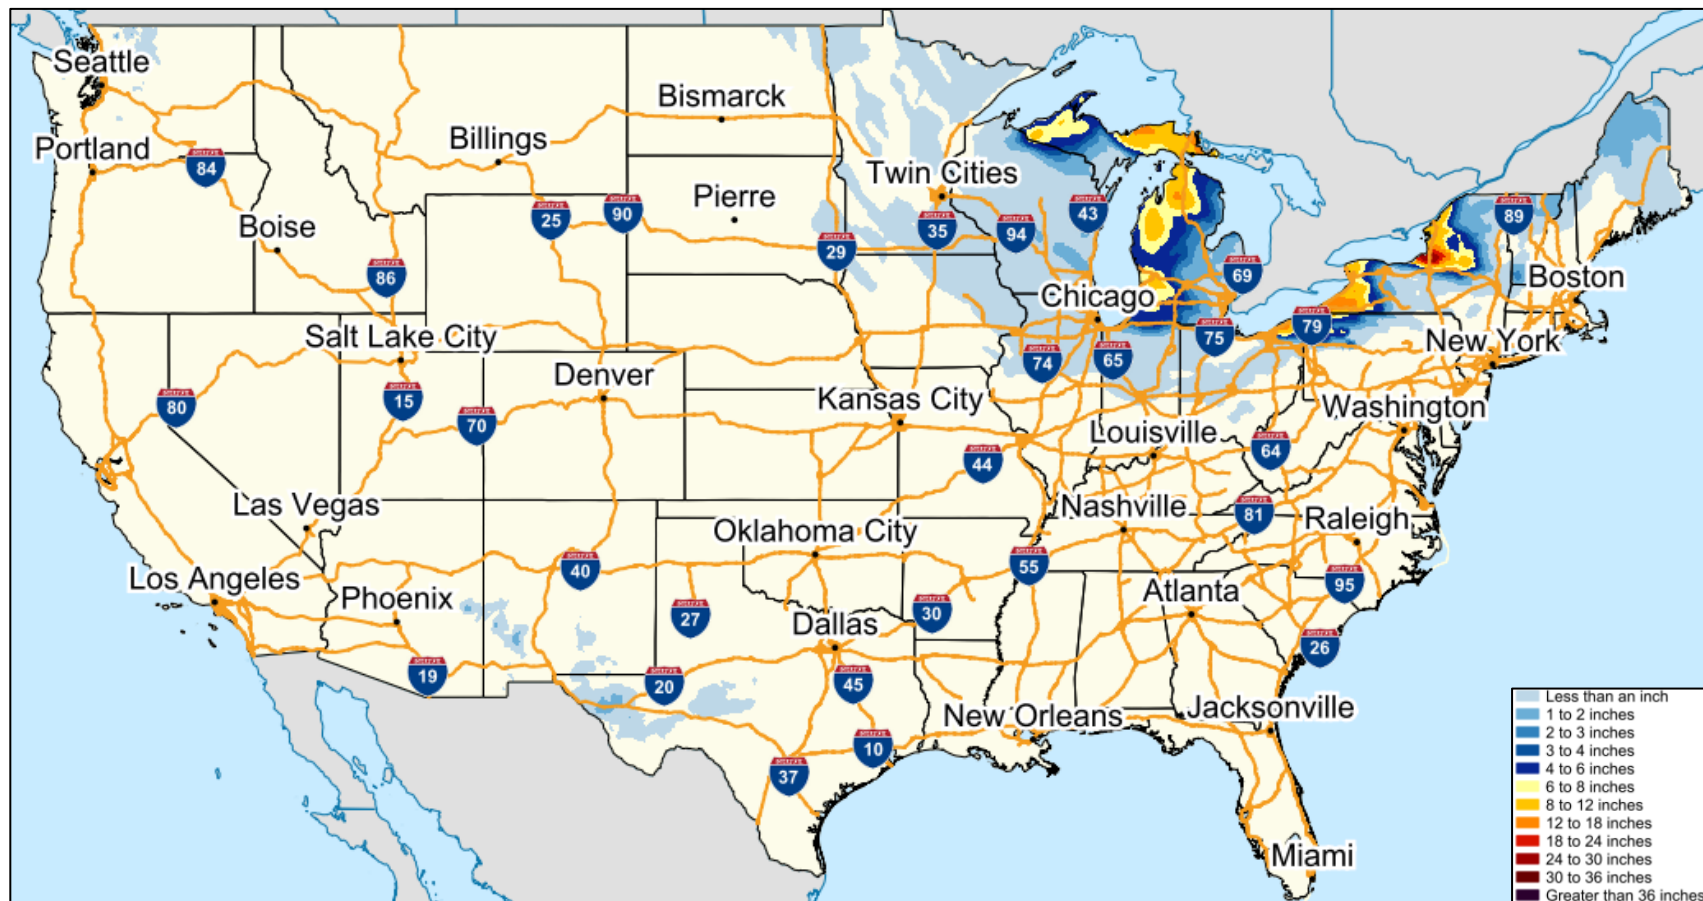 Seattle
Bismarck
Portland
Billings
84
Twin Cities
Pierre
Boise
25
90
43
89
35
94
29
69
86
Boston
Chicago
Salt Lake City
79
75
New York
74
65
Denver
80
15
Kansas City
Washington
70
Louisville
64
44
Las Vegas
Nashville
81
Raleigh
Oklahoma City
40
55
Los Angeles
95
Phoenix
Atlanta
27
30
Dallas
26
19
20
45
New Orleans
Jacksonville
10
37
Miami
Less than an inch
1 to 2 inches
2 to 3 inches
3 to 4 inches
4 to 6 inches
6 to 8 inches
8 to 12 inches
12 to 18 inches
18 to 24 inches
24 to 30 inches
30 to 36 inches
Greater than 36 inches